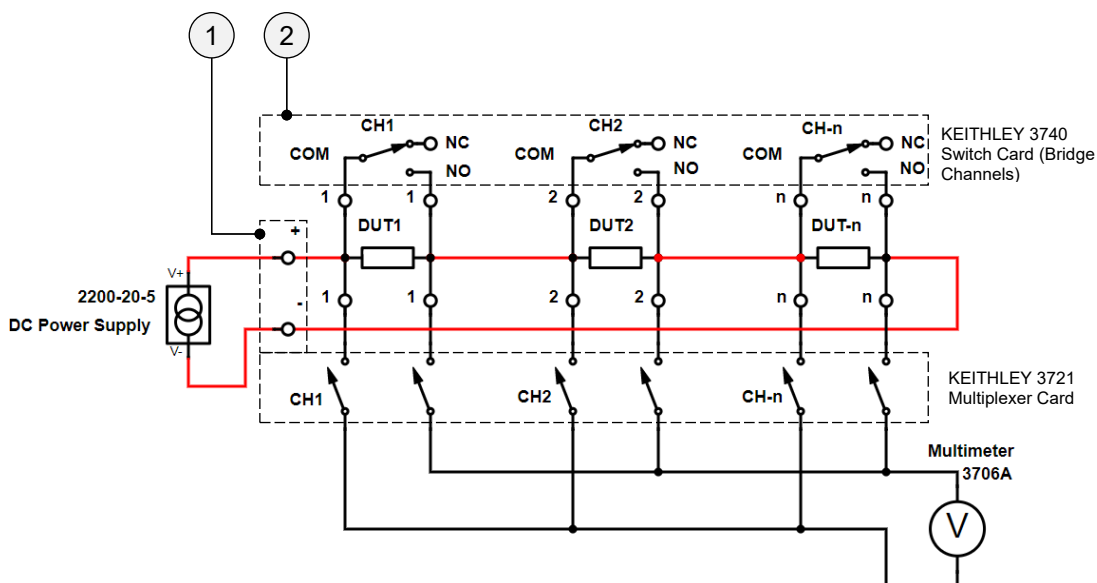 1
2
CH1
CH2
CH-n
COM
NC
NO
COM
NC
NO
COM
NC
NO
KEITHLEY 3740
Switch Card (Bridge
Channels)
1
1
2
2
n
n
+
DUT1
DUT2
DUT-n
V+
2200-20-5
DC Power Supply
V-
-
1
1
2
2
n
n
CH1
CH2
CH-n
KEITHLEY 3721
Multiplexer Card
Multimeter
3706A
V